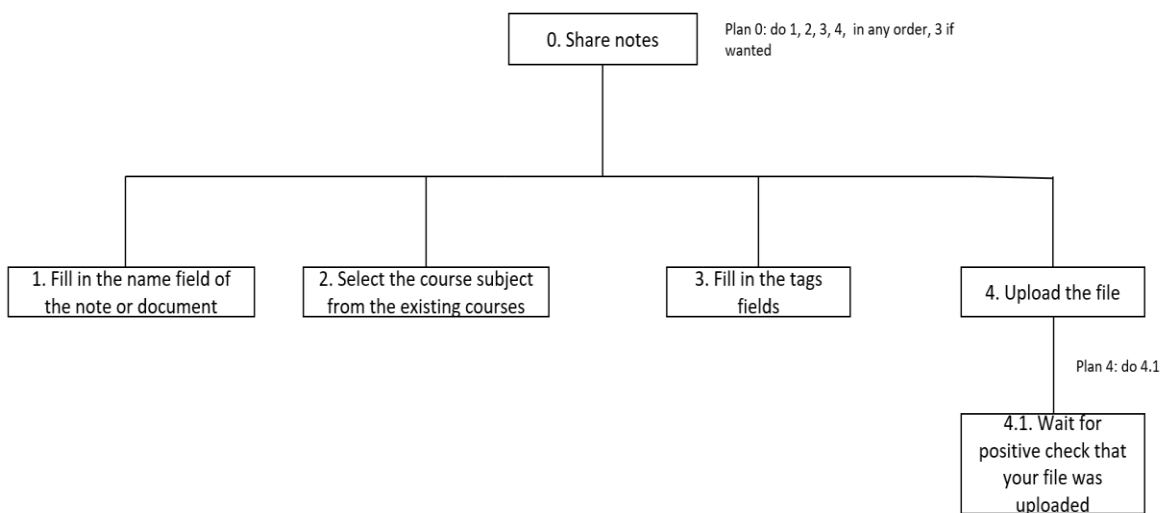 0. Share notes
Plan 0: do 1, 2, 3, 4,  in any order, 3 if
wanted
1. Fill in the name field of
the note or document
2. Select the course subject
from the existing courses
3. Fill in the tags
fields
4. Upload the file
Plan 4: do 4.1
4.1. Wait for
positive check that
your file was
uploaded